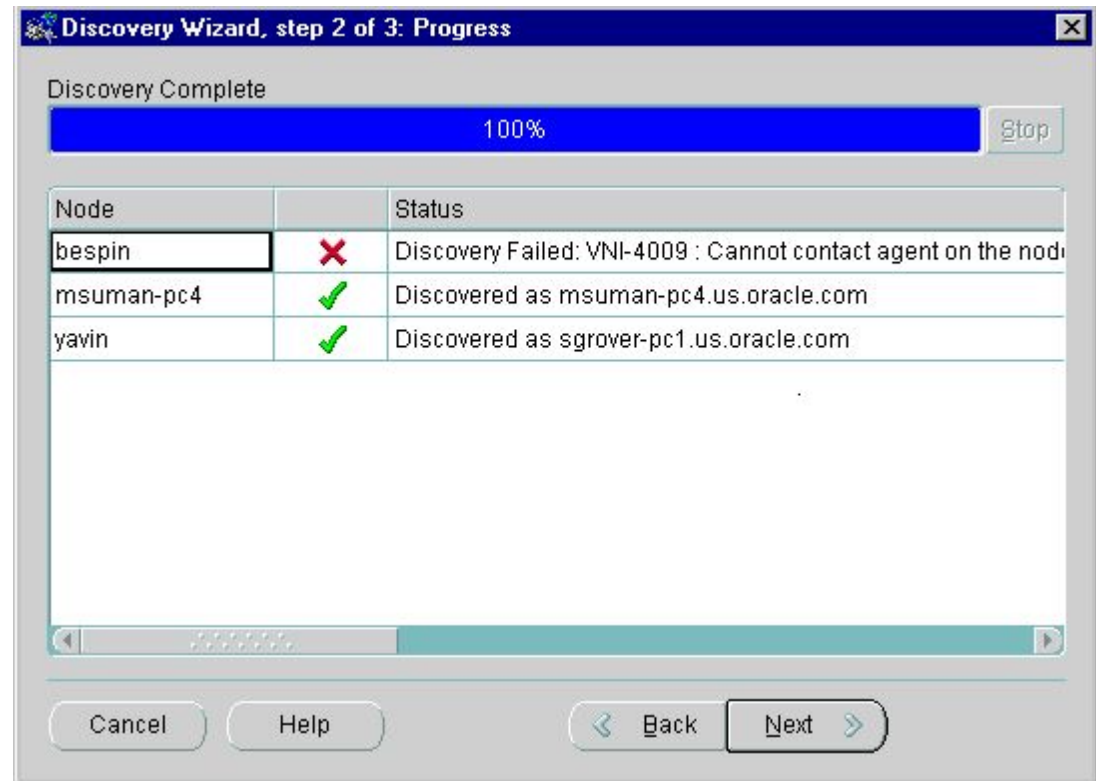 Discovery Wizard, step 2 of 3: Progress
Discovery Complete
100% Stop
Node Status
bespin Discovery Failed: VNI-4009 : Cannot contact agent on the
msuman-pc4 Discovered as msuman-pc4.us.oracle.com
yavin Discovered as sgrover-pc1.us.oracle.com
Cancel Help Back Next